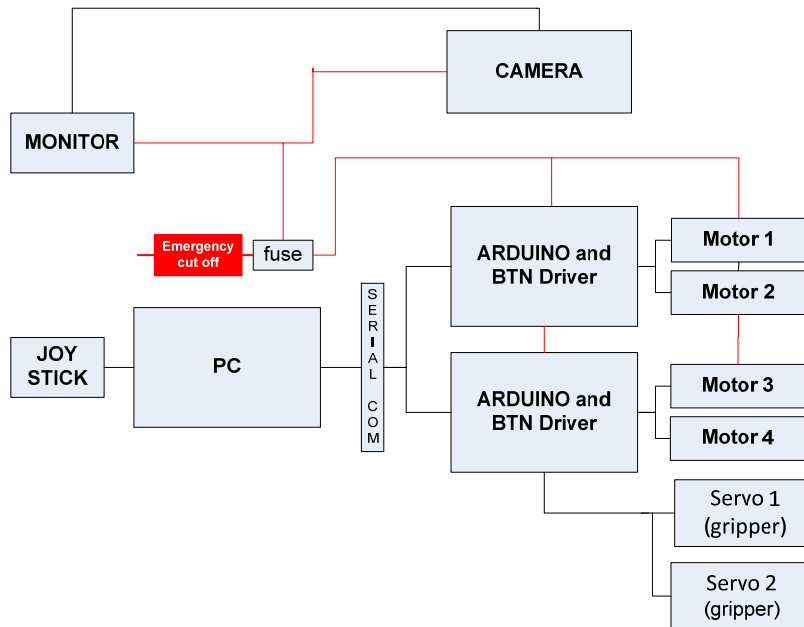 CAMERA
MONITOR
Emergency
cut off
fuse
ARDUINO and
BTN Driver
Motor 1
Motor 2
JOY
STICK
PC
SERIAL COM
ARDUINO and
BTN Driver
Motor 3
Motor 4
Servo 1
(gripper)
Servo 2
(gripper)